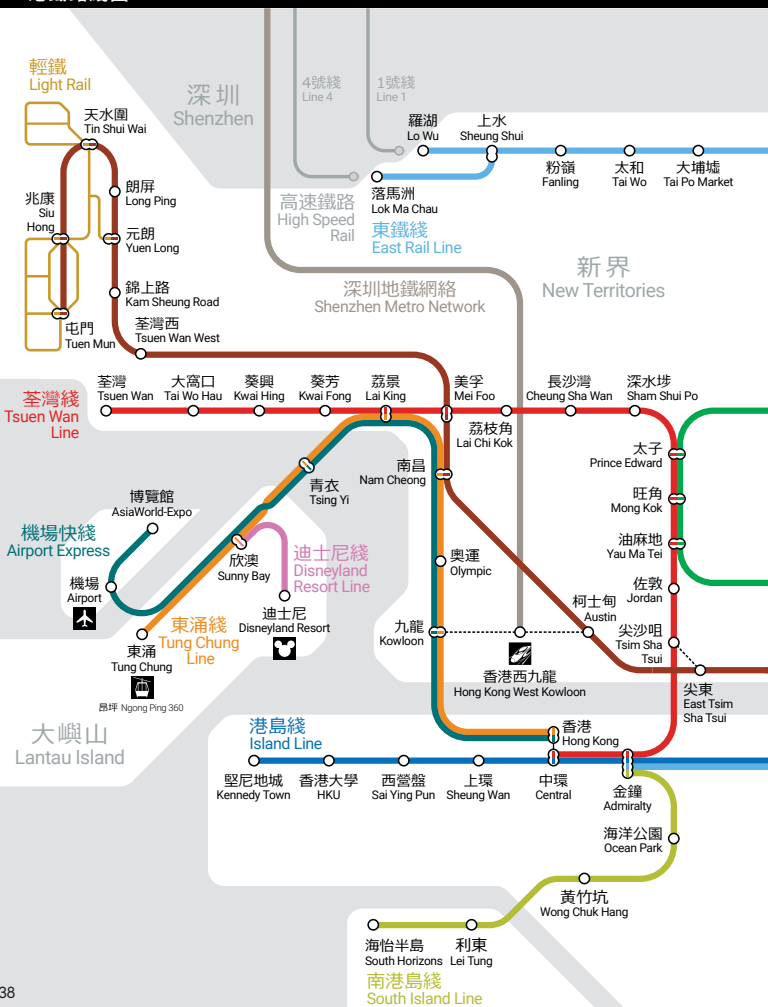 輕鐵
Light Rail
天水圍
Tin Shui Wai
深圳
Shenzhen
4號綫
Line 4
1號綫
Line 1
羅湖
Lo Wu
上水
Sheung Shui
粉嶺
Fanling
太和
Tai Wo
大埔墟
Tai Po Market
落馬洲
Lok Ma Chau
高速鐵路
High Speed
Rail
東鐵綫
East Rail Line
兆康
Siu
Hong
朗屏
Long Ping
元朗
Yuen Long
錦上路
Kam Sheung Road
屯門
Tuen Mun
荃灣西
Tsuen Wan West
深圳地鐵網絡
Shenzhen Metro Network
新界
New Territories
荃灣綫
Tsuen Wan
Line
荃灣
Tsuen Wan
大窩口
Tai Wo Hau
葵興
Kwai Hing
葵芳
Kwai Fong
荔景
Lai King
美孚
Mei Foo
荔枝角
Lai Chi Kok
長沙灣
Cheung Sha Wan
深水埗
Sham Shui Po
太子
Prince Edward
旺角
Mong Kok
油麻地
Yau Ma Tei
佐敦
Jordan
尖沙咀
Tsim Sha
Tsui
尖東
East Tsim
Sha Tsui
南昌
Nam Cheong
青衣
Tsing Yi
博覽館
AsiaWorld-Expo
機場快綫
Airport Express
機場
Airport
欣澳
Sunny Bay
迪士尼綫
Disneyland
Resort Line
迪士尼
Disneyland Resort
東涌綫
Tung Chung
Line
東涌
Tung Chung
昂坪 Ngong Ping 360
奧運
Olympic
九龍
Kowloon
柯士甸
Austin
香港西九龍
Hong Kong West Kowloon
大嶼山
Lantau Island
港島綫
Island Line
香港
Hong Kong
堅尼地城
Kennedy Town
香港大學
HKU
西營盤
Sai Ying Pun
上環
Sheung Wan
中環
Central
金鐘
Admiralty
海洋公園
Ocean Park
黃竹坑
Wong Chuk Hang
海怡半島
South Horizons
利東
Lei Tung
南港島綫
South Island Line
38